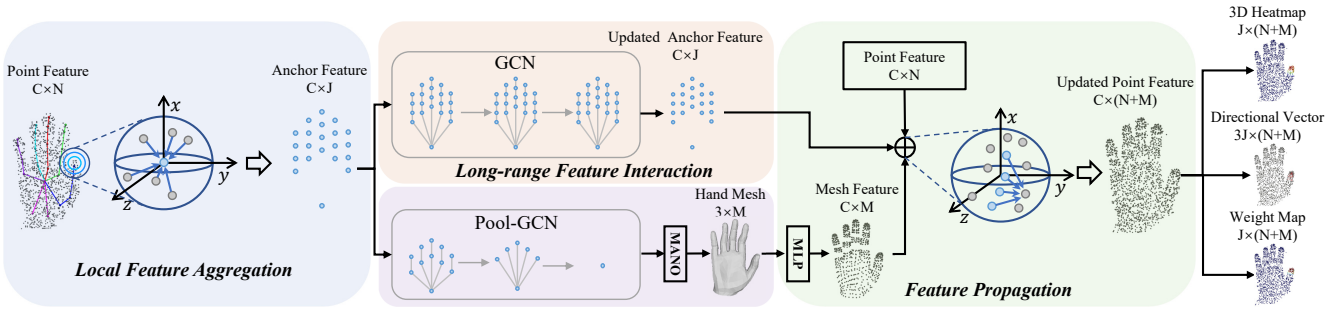 Point Feature
C×N
x
y
z
Local Feature Aggregation
Anchor Feature
C×J
GCN
Updated Anchor Feature
C×J
Long-range Feature Interaction
Pool-GCN
MANO
Hand Mesh
3×M
MLP
Mesh Feature
C×M
Point Feature
C×N
x
y
z
Feature Propagation
Updated Point Feature
C×(N+M)
3D Heatmap
J×(N+M)
Directional Vector
3J×(N+M)
Weight Map
J×(N+M)